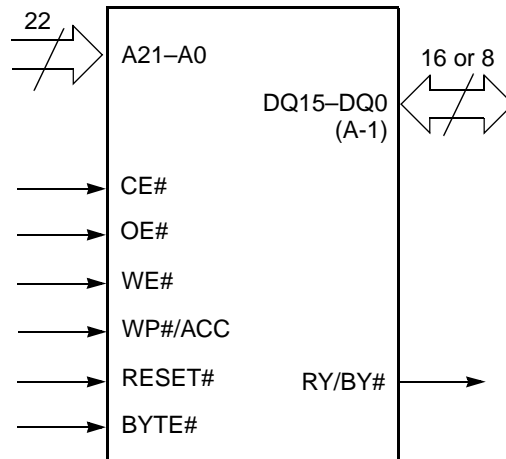 22
A21–A0
16 or 8
DQ15–DQ0
(A-1)
CE#
OE#
WE#
WP#/ACC
RESET#
RY/BY#
BYTE#